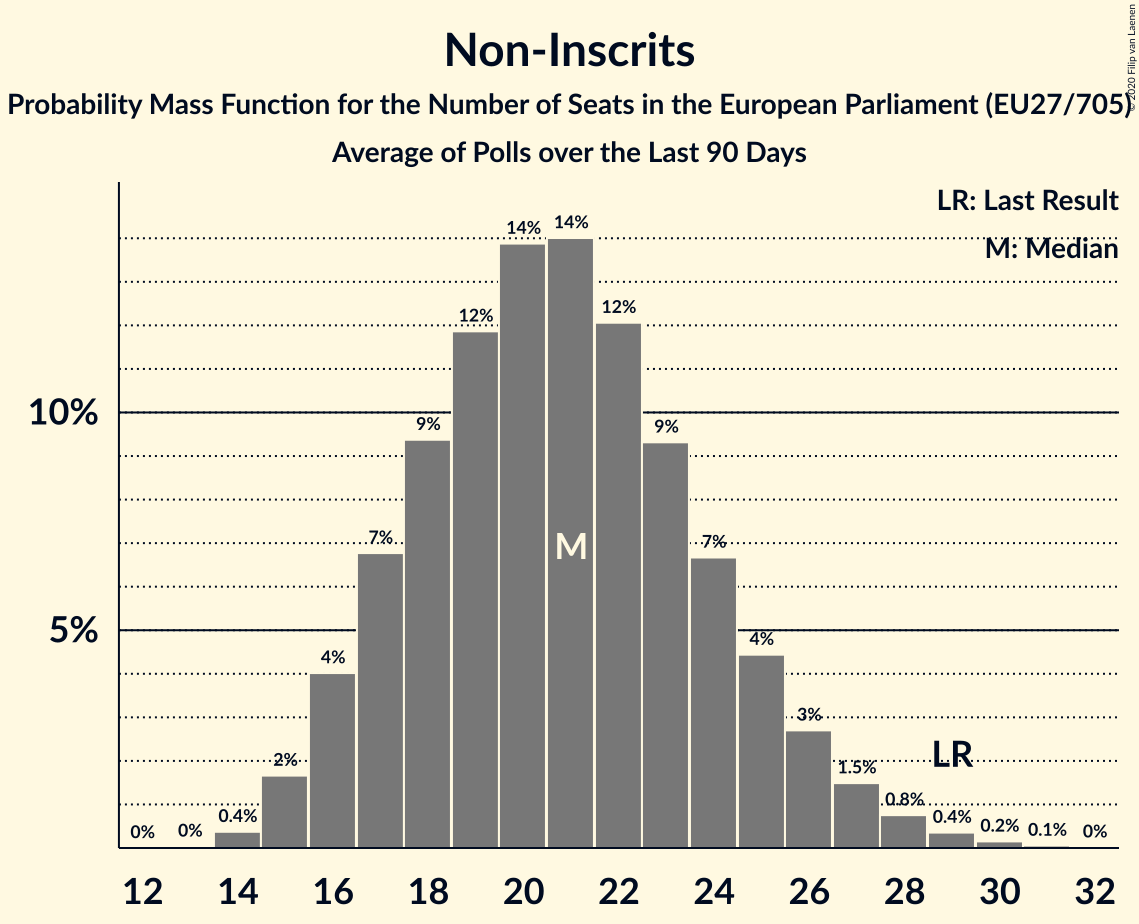 Non-Inscrits
Probability Mass Function for the Number of Seats in the European Parliament (EU27/705)
Average of Polls over the Last 90 Days
© 2020 Filip van Laenen
LR: Last Result
M: Median
10%
5%
0%
0%
0.4%
2%
4%
7%
9%
12%
14%
14%
12%
9%
7%
4%
3%
1.5%
0.8%
0.4%
0.2%
0.1%
0%
M
LR
12 14 16 18 20 22 24 26 28 30 32